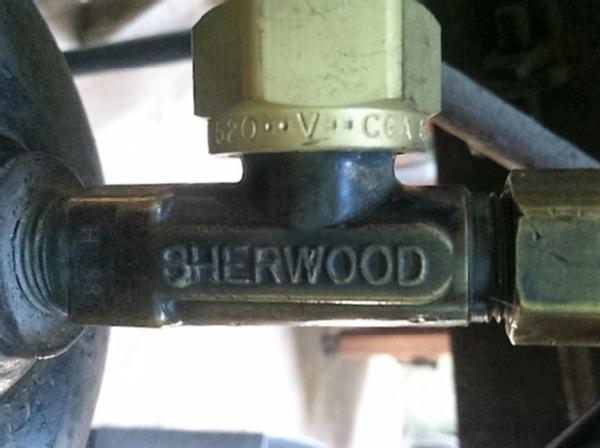 520 •• V •• CGA
SHERWOOD